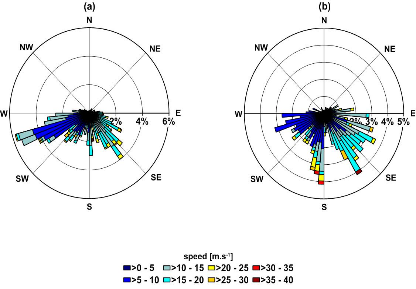 (a)
(b)
N
N
NW
NE
NW
NE
W
2%
4%
6%
E
W
2%
3%
4%
5%
E
SW
SE
SW
SE
S
S
speed [m.s⁻¹]
>0 - 5
>10 - 15
>20 - 25
>30 - 35
>5 - 10
>15 - 20
>25 - 30
>35 - 40